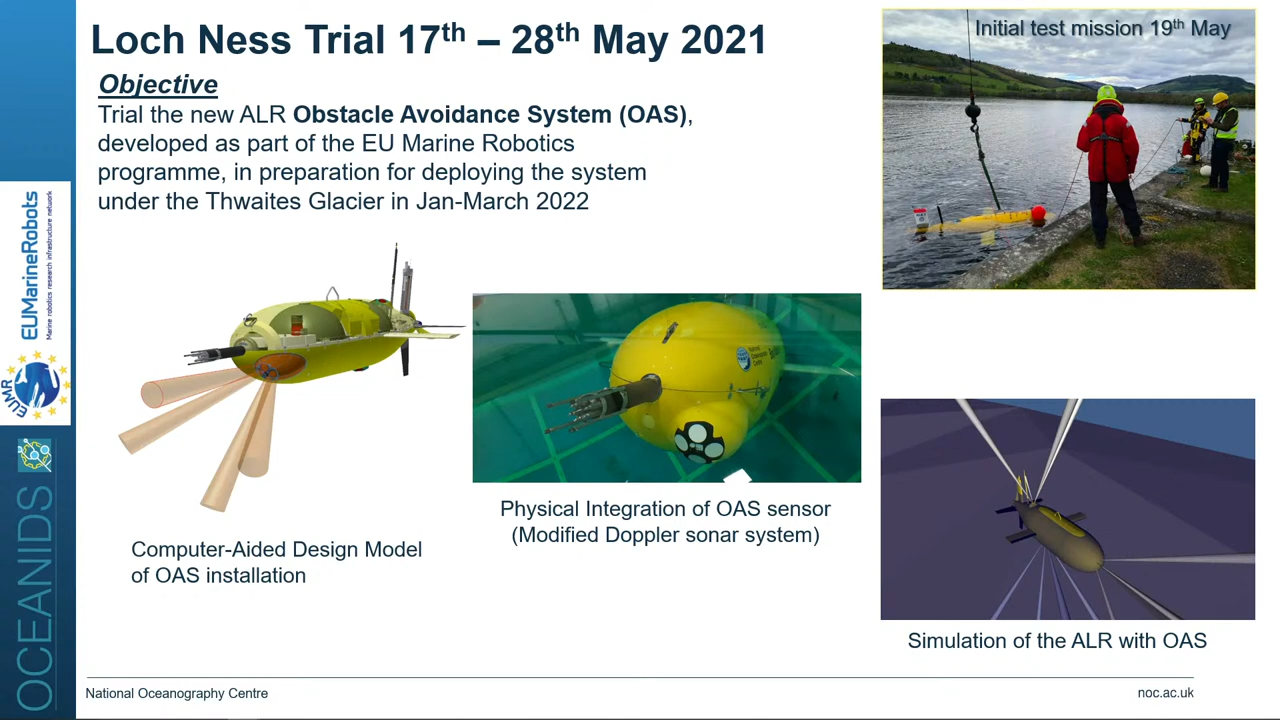 Loch Ness Trial 17th – 28th May 2021
Objective
Trial the new ALR Obstacle Avoidance System (OAS),
developed as part of the EU Marine Robotics
programme, in preparation for deploying the system
under the Thwaites Glacier in Jan-March 2022
Initial test mission 19th May
Computer-Aided Design Model
of OAS installation
Physical Integration of OAS sensor
(Modified Doppler sonar system)
Simulation of the ALR with OAS
EUMarineRobots
Marine robotics research infrastructure network
EUMR
OCEANIDS
National Oceanography Centre
noc.ac.uk